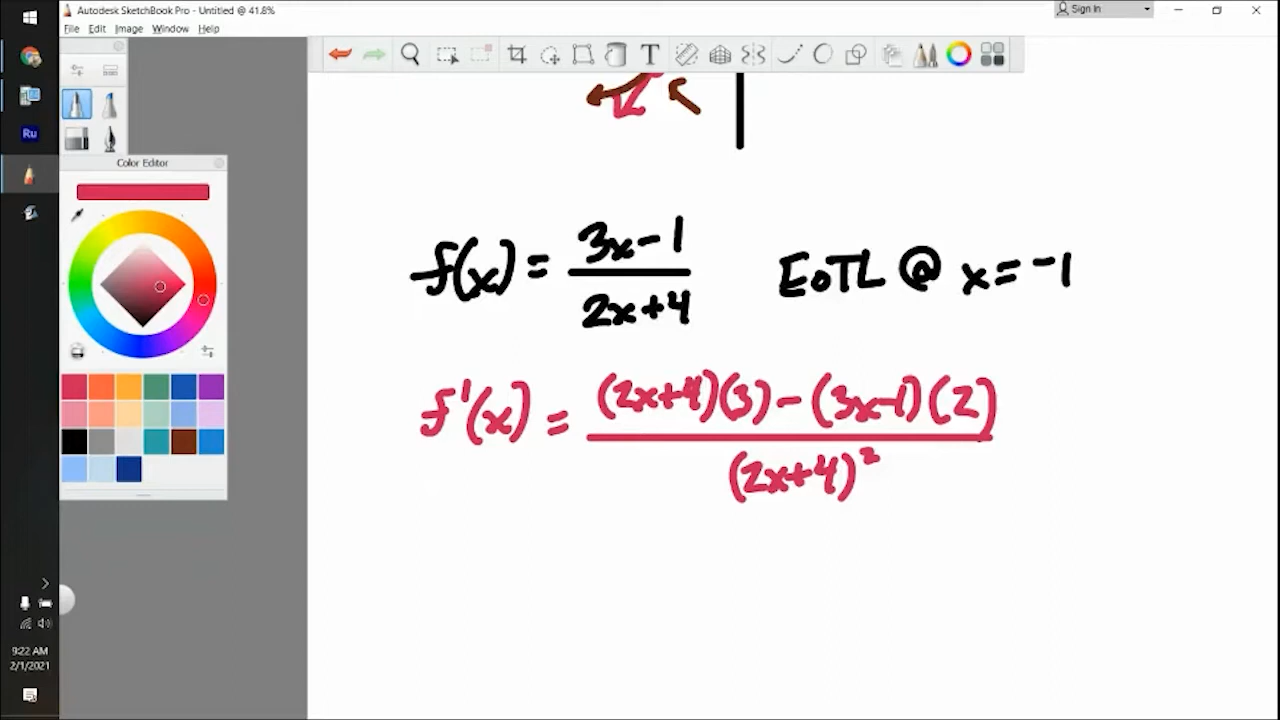 Autodesk SketchBook Pro - Untitled @ 41.8%
Sign In
File Edit Image Window Help
T
Ru
Color Editor
f(x) = 3x-1 / 2x+4 EoTL @ x = -1
f'(x) = (2x+4)(3) - (3x-1)(2) / (2x+4)²
9:22 AM
2/1/2021